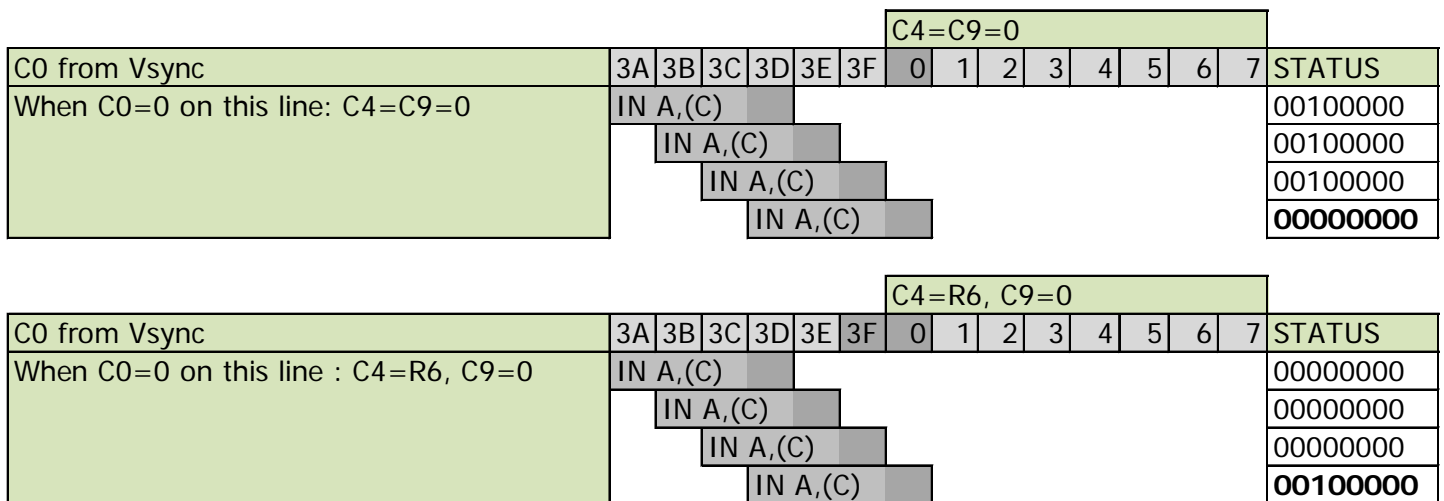 C4=C9=0
C0 from Vsync 3A 3B 3C 3D 3E 3F 0 1 2 3 4 5 6 7 STATUS
When C0=0 on this line: C4=C9=0 IN A,(C) 00100000
IN A,(C) 00100000
IN A,(C) 00100000
IN A,(C) 00000000
C4=R6, C9=0
C0 from Vsync 3A 3B 3C 3D 3E 3F 0 1 2 3 4 5 6 7 STATUS
When C0=0 on this line : C4=R6, C9=0 IN A,(C) 00000000
IN A,(C) 00000000
IN A,(C) 00000000
IN A,(C) 00100000